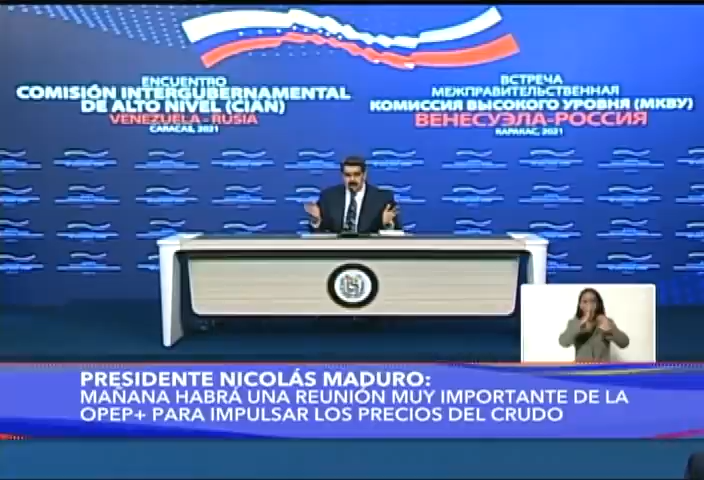 ENCUENTRO
COMISIÓN INTERGUBERNAMENTAL
DE ALTO NIVEL (CIAN)
VENEZUELA - RUSIA
CARACAS, 2021
ВСТРЕЧА
МЕЖПРАВИТЕЛЬСТВЕННАЯ
КОМИССИЯ ВЫСОКОГО УРОВНЯ (МКВУ)
ВЕНЕСУЭЛА-РОССИЯ
КАРАКАС, 2021
PRESIDENTE NICOLÁS MADURO:
MAÑANA HABRÁ UNA REUNIÓN MUY IMPORTANTE DE LA
OPEP+ PARA IMPULSAR LOS PRECIOS DEL CRUDO